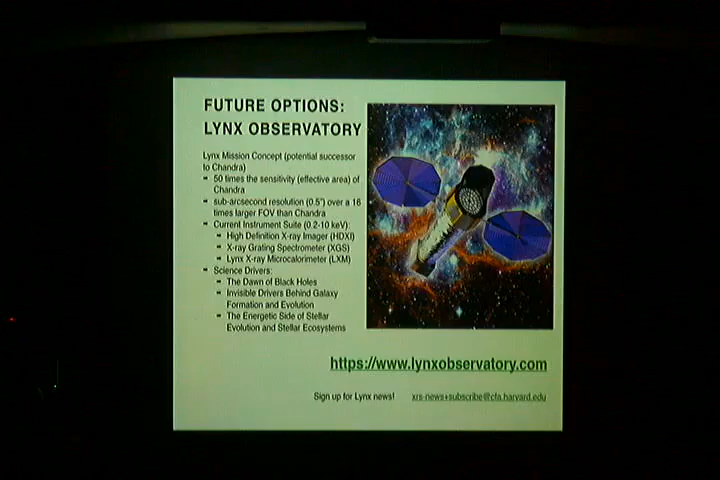 FUTURE OPTIONS:
LYNX OBSERVATORY
Lynx Mission Concept (potential successor
to Chandra)
50 times the sensitivity (effective area) of
Chandra
sub-arcsecond resolution (0.5") over a 16
times larger FOV than Chandra
Current Instrument Suite (0.2-10 keV):
High Definition X-ray Imager (HDXI)
X-ray Grating Spectrometer (XGS)
Lynx X-ray Microcalorimeter (LXM)
Science Drivers:
The Dawn of Black Holes
Invisible Drivers Behind Galaxy
Formation and Evolution
The Energetic Side of Stellar
Evolution and Stellar Ecosystems
https://www.lynxobservatory.com
Sign up for Lynx news! xrs-news+subscribe@cfa.harvard.edu